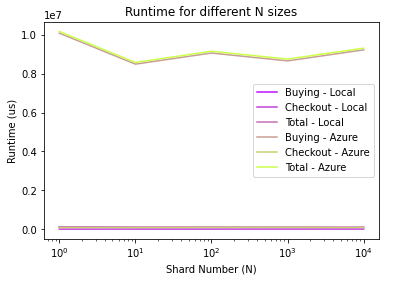 Runtime for different N sizes
1e7
1.0
0.8
0.6
0.4
0.2
0.0
Runtime (us)
Buying - Local
Checkout - Local
Total - Local
Buying - Azure
Checkout - Azure
Total - Azure
10⁰ 10¹ 10² 10³ 10⁴
Shard Number (N)